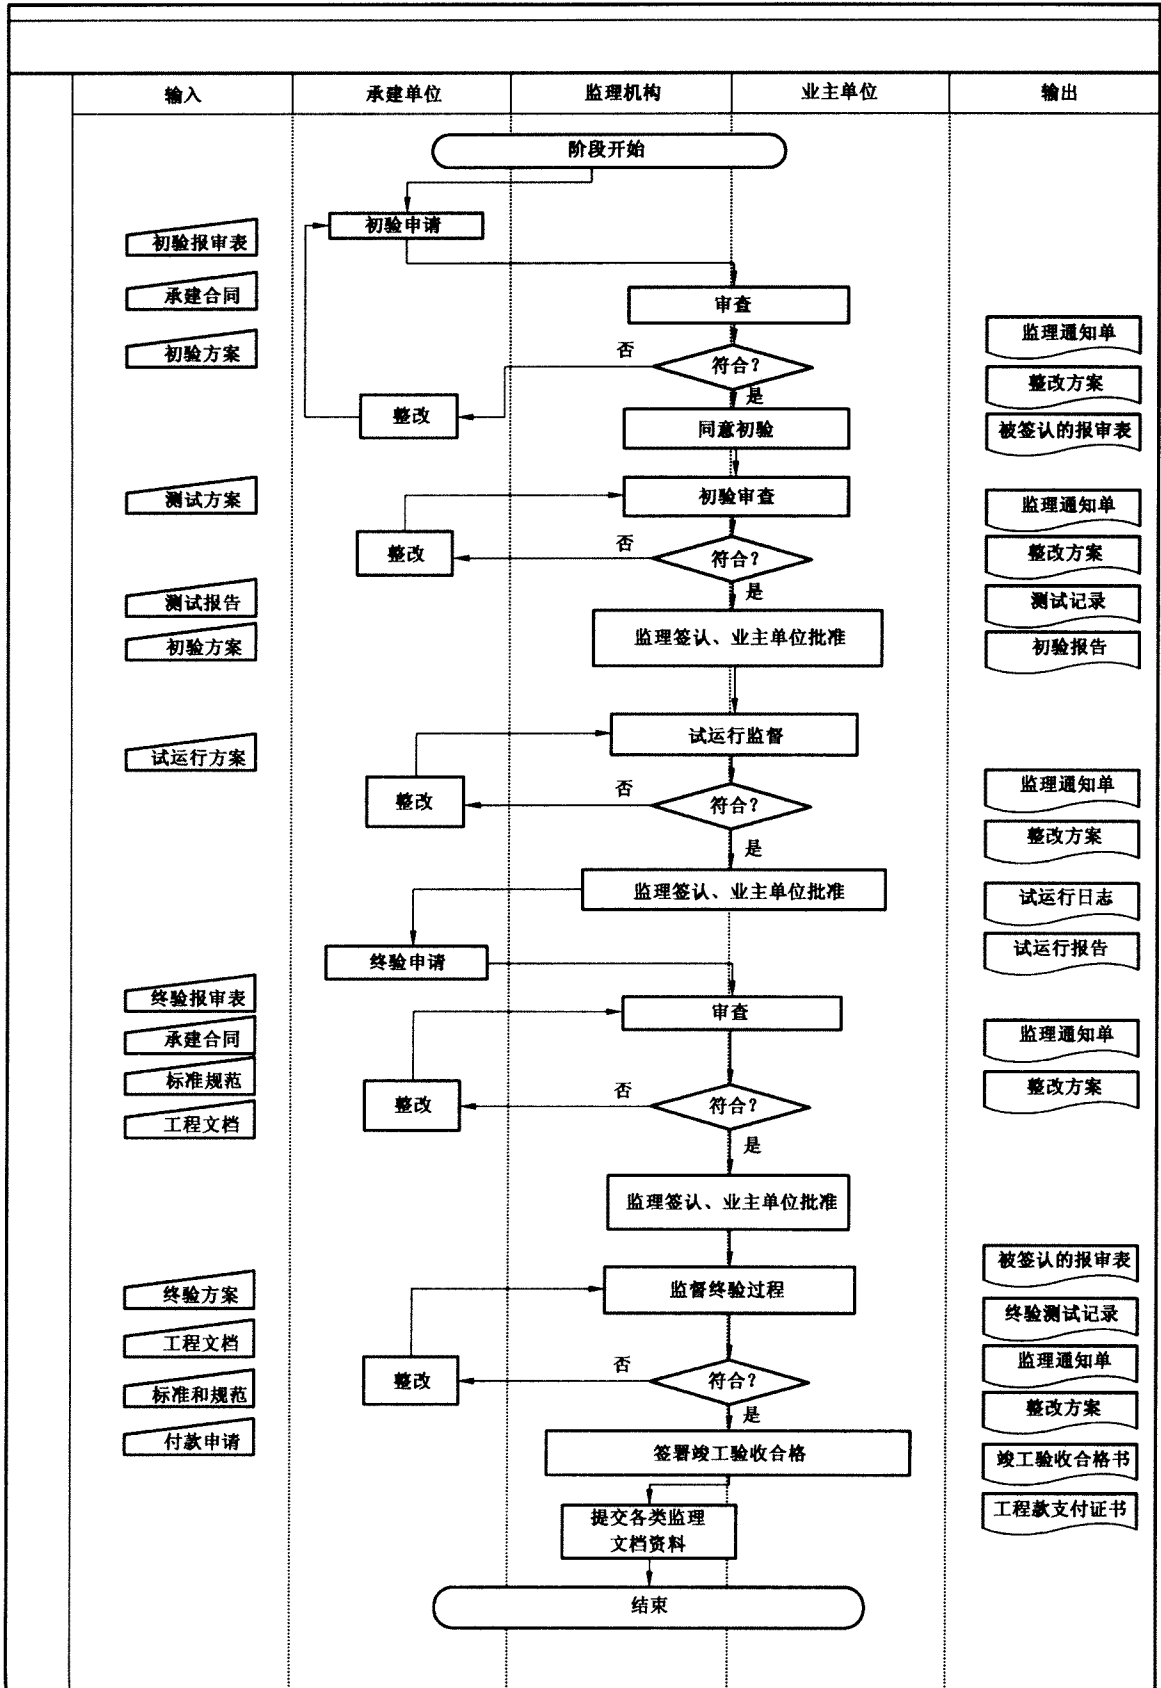 输入
承建单位
监理机构
业主单位
输出
阶段开始
初验申请
初验报审表
承建合同
审查
初验方案
否
符合?
监理通知单
是
整改方案
整改
同意初验
被签认的报审表
测试方案
初验审查
监理通知单
整改
否
符合?
整改方案
是
测试报告
测试记录
初验方案
监理签认、业主单位批准
初验报告
试运行方案
试运行监督
整改
否
符合?
监理通知单
是
整改方案
监理签认、业主单位批准
试运行日志
终验申请
试运行报告
终验报审表
审查
承建合同
监理通知单
标准规范
整改
否
符合?
整改方案
工程文档
是
监理签认、业主单位批准
被签认的报审表
终验方案
监督终验过程
终验测试记录
工程文档
监理通知单
整改
否
符合?
标准和规范
整改方案
是
付款申请
签署竣工验收合格
竣工验收合格书
提交各类监理
文档资料
工程款支付证书
结束